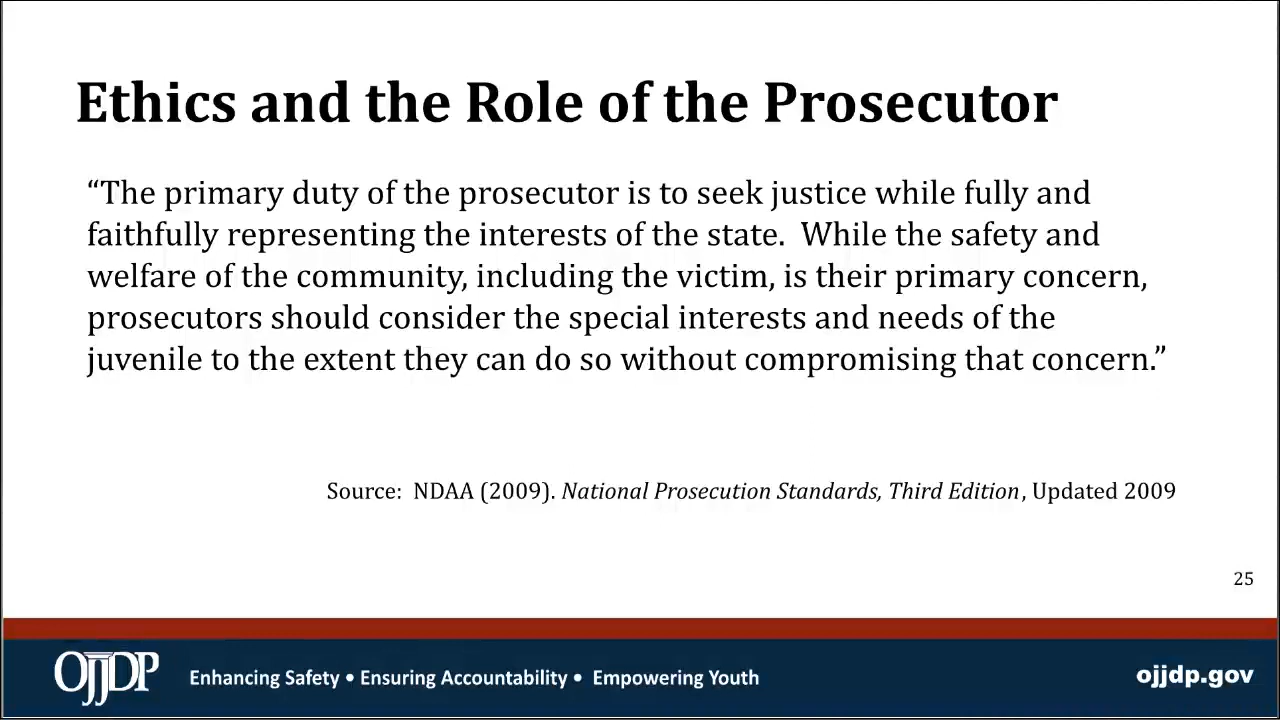 Ethics and the Role of the Prosecutor
“The primary duty of the prosecutor is to seek justice while fully and
faithfully representing the interests of the state.  While the safety and
welfare of the community, including the victim, is their primary concern,
prosecutors should consider the special interests and needs of the
juvenile to the extent they can do so without compromising that concern.”
Source:  NDAA (2009). National Prosecution Standards, Third Edition, Updated 2009
25
OJJDP
Enhancing Safety • Ensuring Accountability •  Empowering Youth
ojjdp.gov